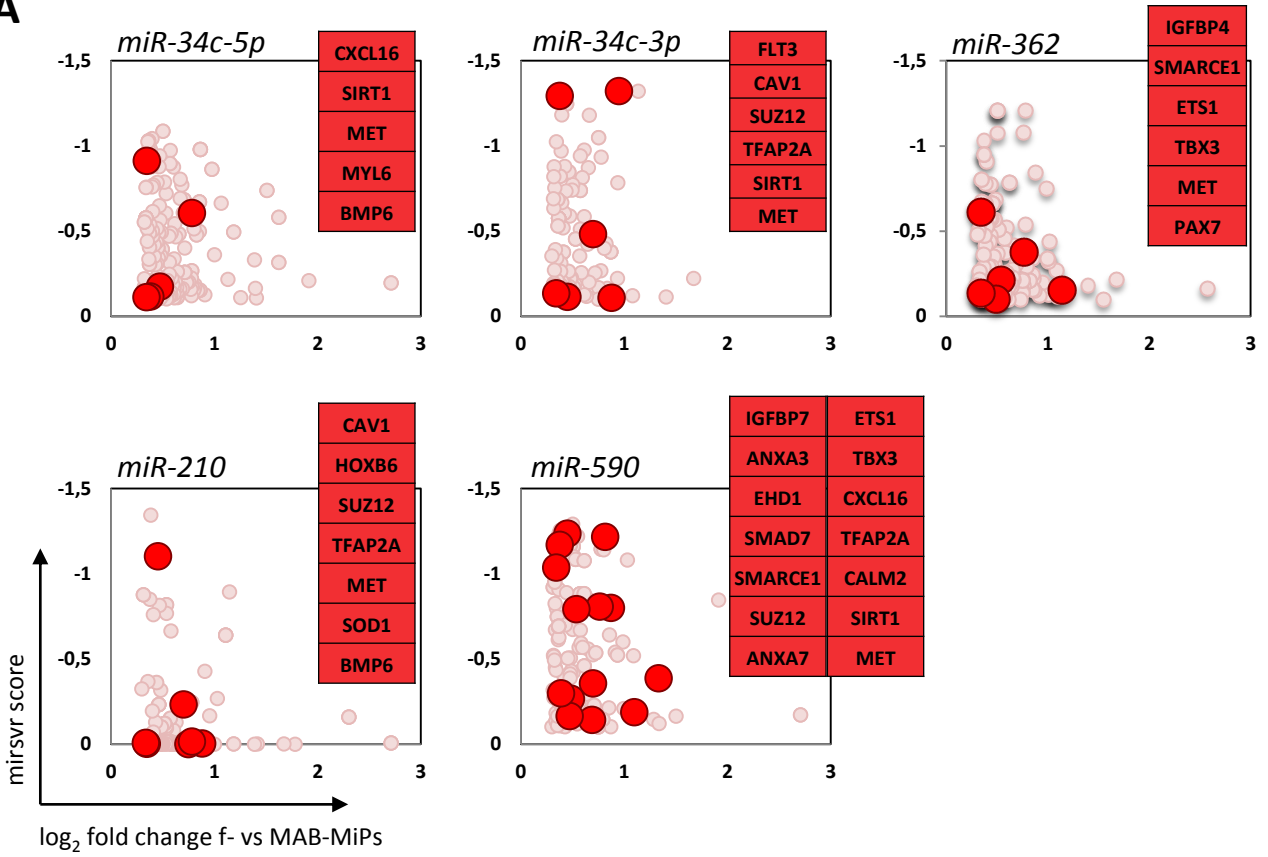 A
miR-34c-5p
-1,5
-1
-0,5
0
0 1 2 3
CXCL16
SIRT1
MET
MYL6
BMP6
miR-34c-3p
-1,5
-1
-0,5
0
0 1 2 3
FLT3
CAV1
SUZ12
TFAP2A
SIRT1
MET
miR-362
-1,5
-1
-0,5
0
0 1 2 3
IGFBP4
SMARCE1
ETS1
TBX3
MET
PAX7
miR-210
-1,5
-1
-0,5
0
0 1 2 3
CAV1
HOXB6
SUZ12
TFAP2A
MET
SOD1
BMP6
miR-590
-1,5
-1
-0,5
0
0 1 2 3
IGFBP7 ETS1
ANXA3 TBX3
EHD1 CXCL16
SMAD7 TFAP2A
SMARCE1 CALM2
SUZ12 SIRT1
ANXA7 MET
mirsvr score
log2 fold change f- vs MAB-MiPs